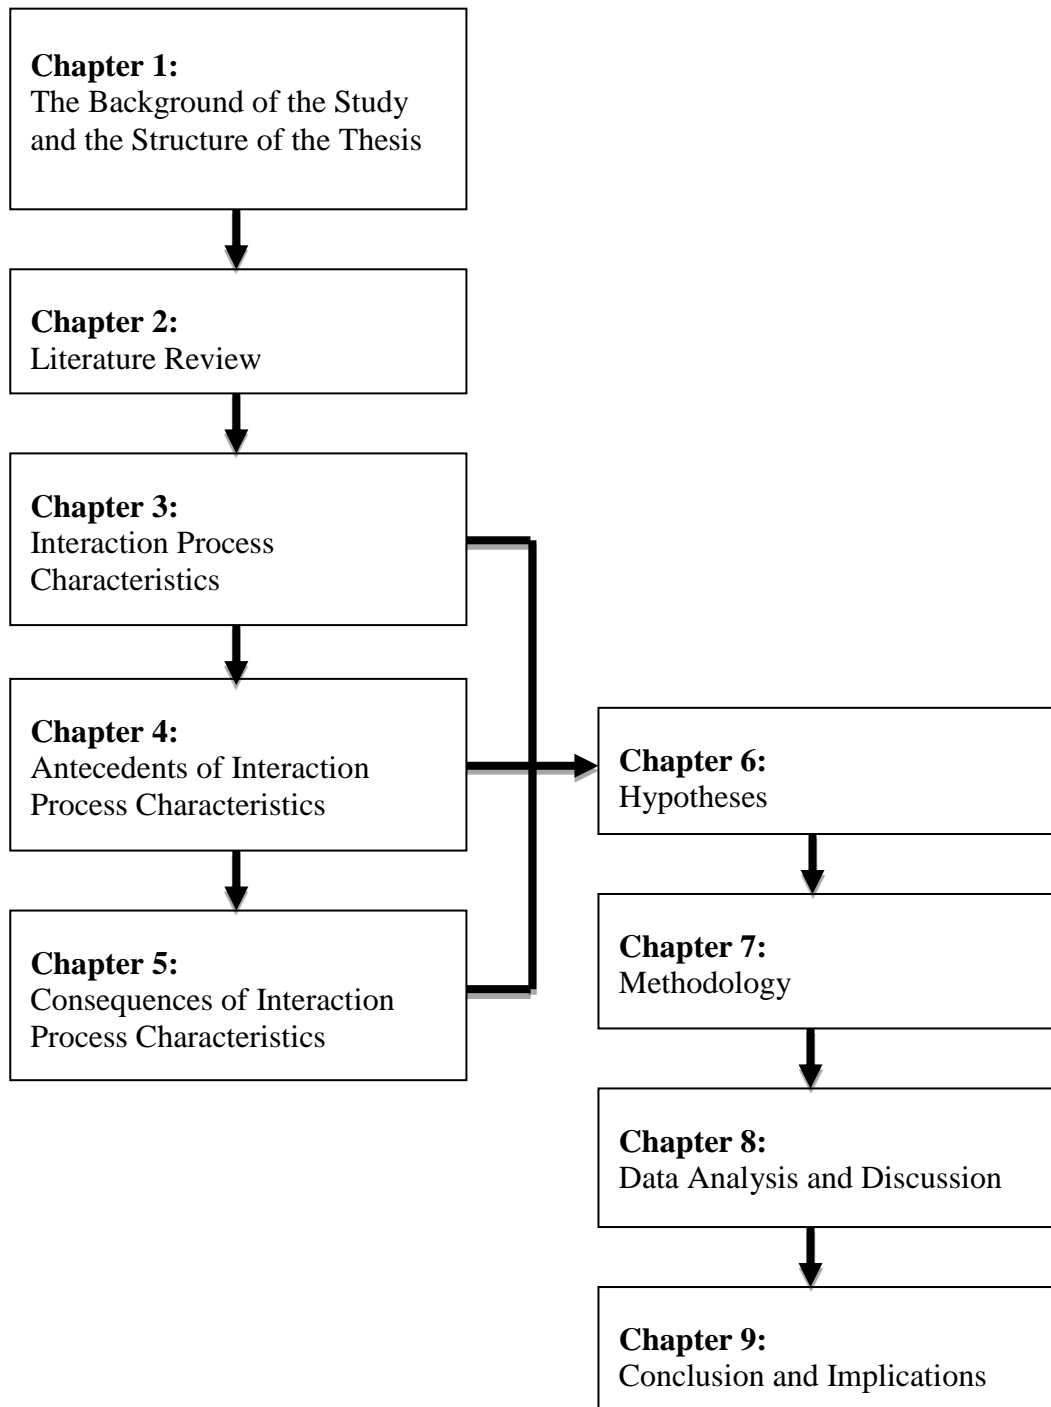 Chapter 1:
The Background of the Study
and the Structure of the Thesis
Chapter 2:
Literature Review
Chapter 3:
Interaction Process
Characteristics
Chapter 4:
Antecedents of Interaction
Process Characteristics
Chapter 5:
Consequences of Interaction
Process Characteristics
Chapter 6:
Hypotheses
Chapter 7:
Methodology
Chapter 8:
Data Analysis and Discussion
Chapter 9:
Conclusion and Implications